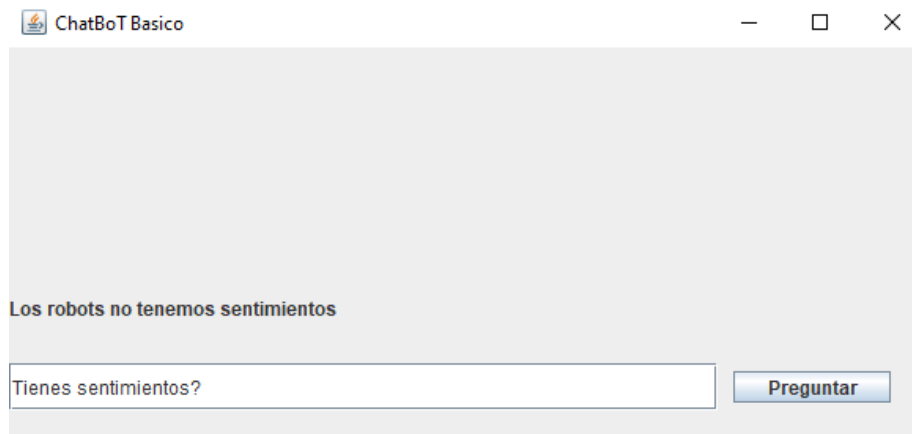 ChatBoT Basico
Los robots no tenemos sentimientos
Tienes sentimientos?
Preguntar